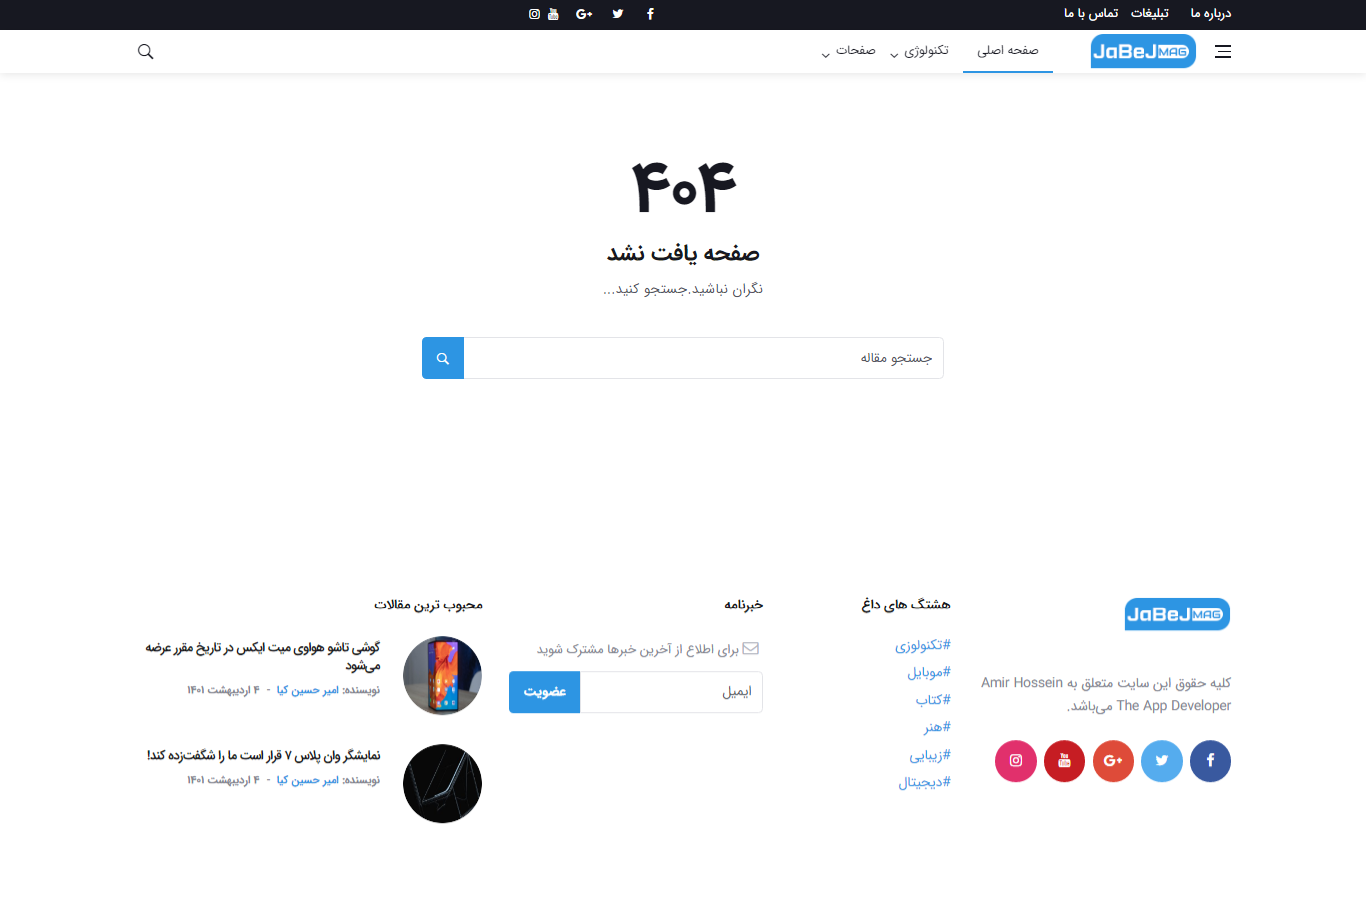 درباره ما
تبلیغات
تماس با ما
JaBeJ MAG
صفحه اصلی
تکنولوژی
صفحات
۴۰۴
صفحه یافت نشد
نگران نباشید.جستجو کنید...
جستجو مقاله
JaBeJ MAG
کلیه حقوق این سایت متعلق به Amir Hossein
The App Developer می‌باشد.
هشتگ های داغ
#تکنولوزی
#موبایل
#کتاب
#هنر
#زیبایی
#دیجیتال
خبرنامه
برای اطلاع از آخرین خبرها مشترک شوید
ایمیل
عضویت
محبوب ترین مقالات
گوشی تاشو هواوی میت ایکس در تاریخ مقرر عرضه
می‌شود
نویسنده: امیر حسین کیا - ۴ اردیبهشت ۱۴۰۱
نمایشگر وان پلاس ۷ قرار است ما را شگفت‌زده کند!
نویسنده: امیر حسین کیا - ۴ اردیبهشت ۱۴۰۱